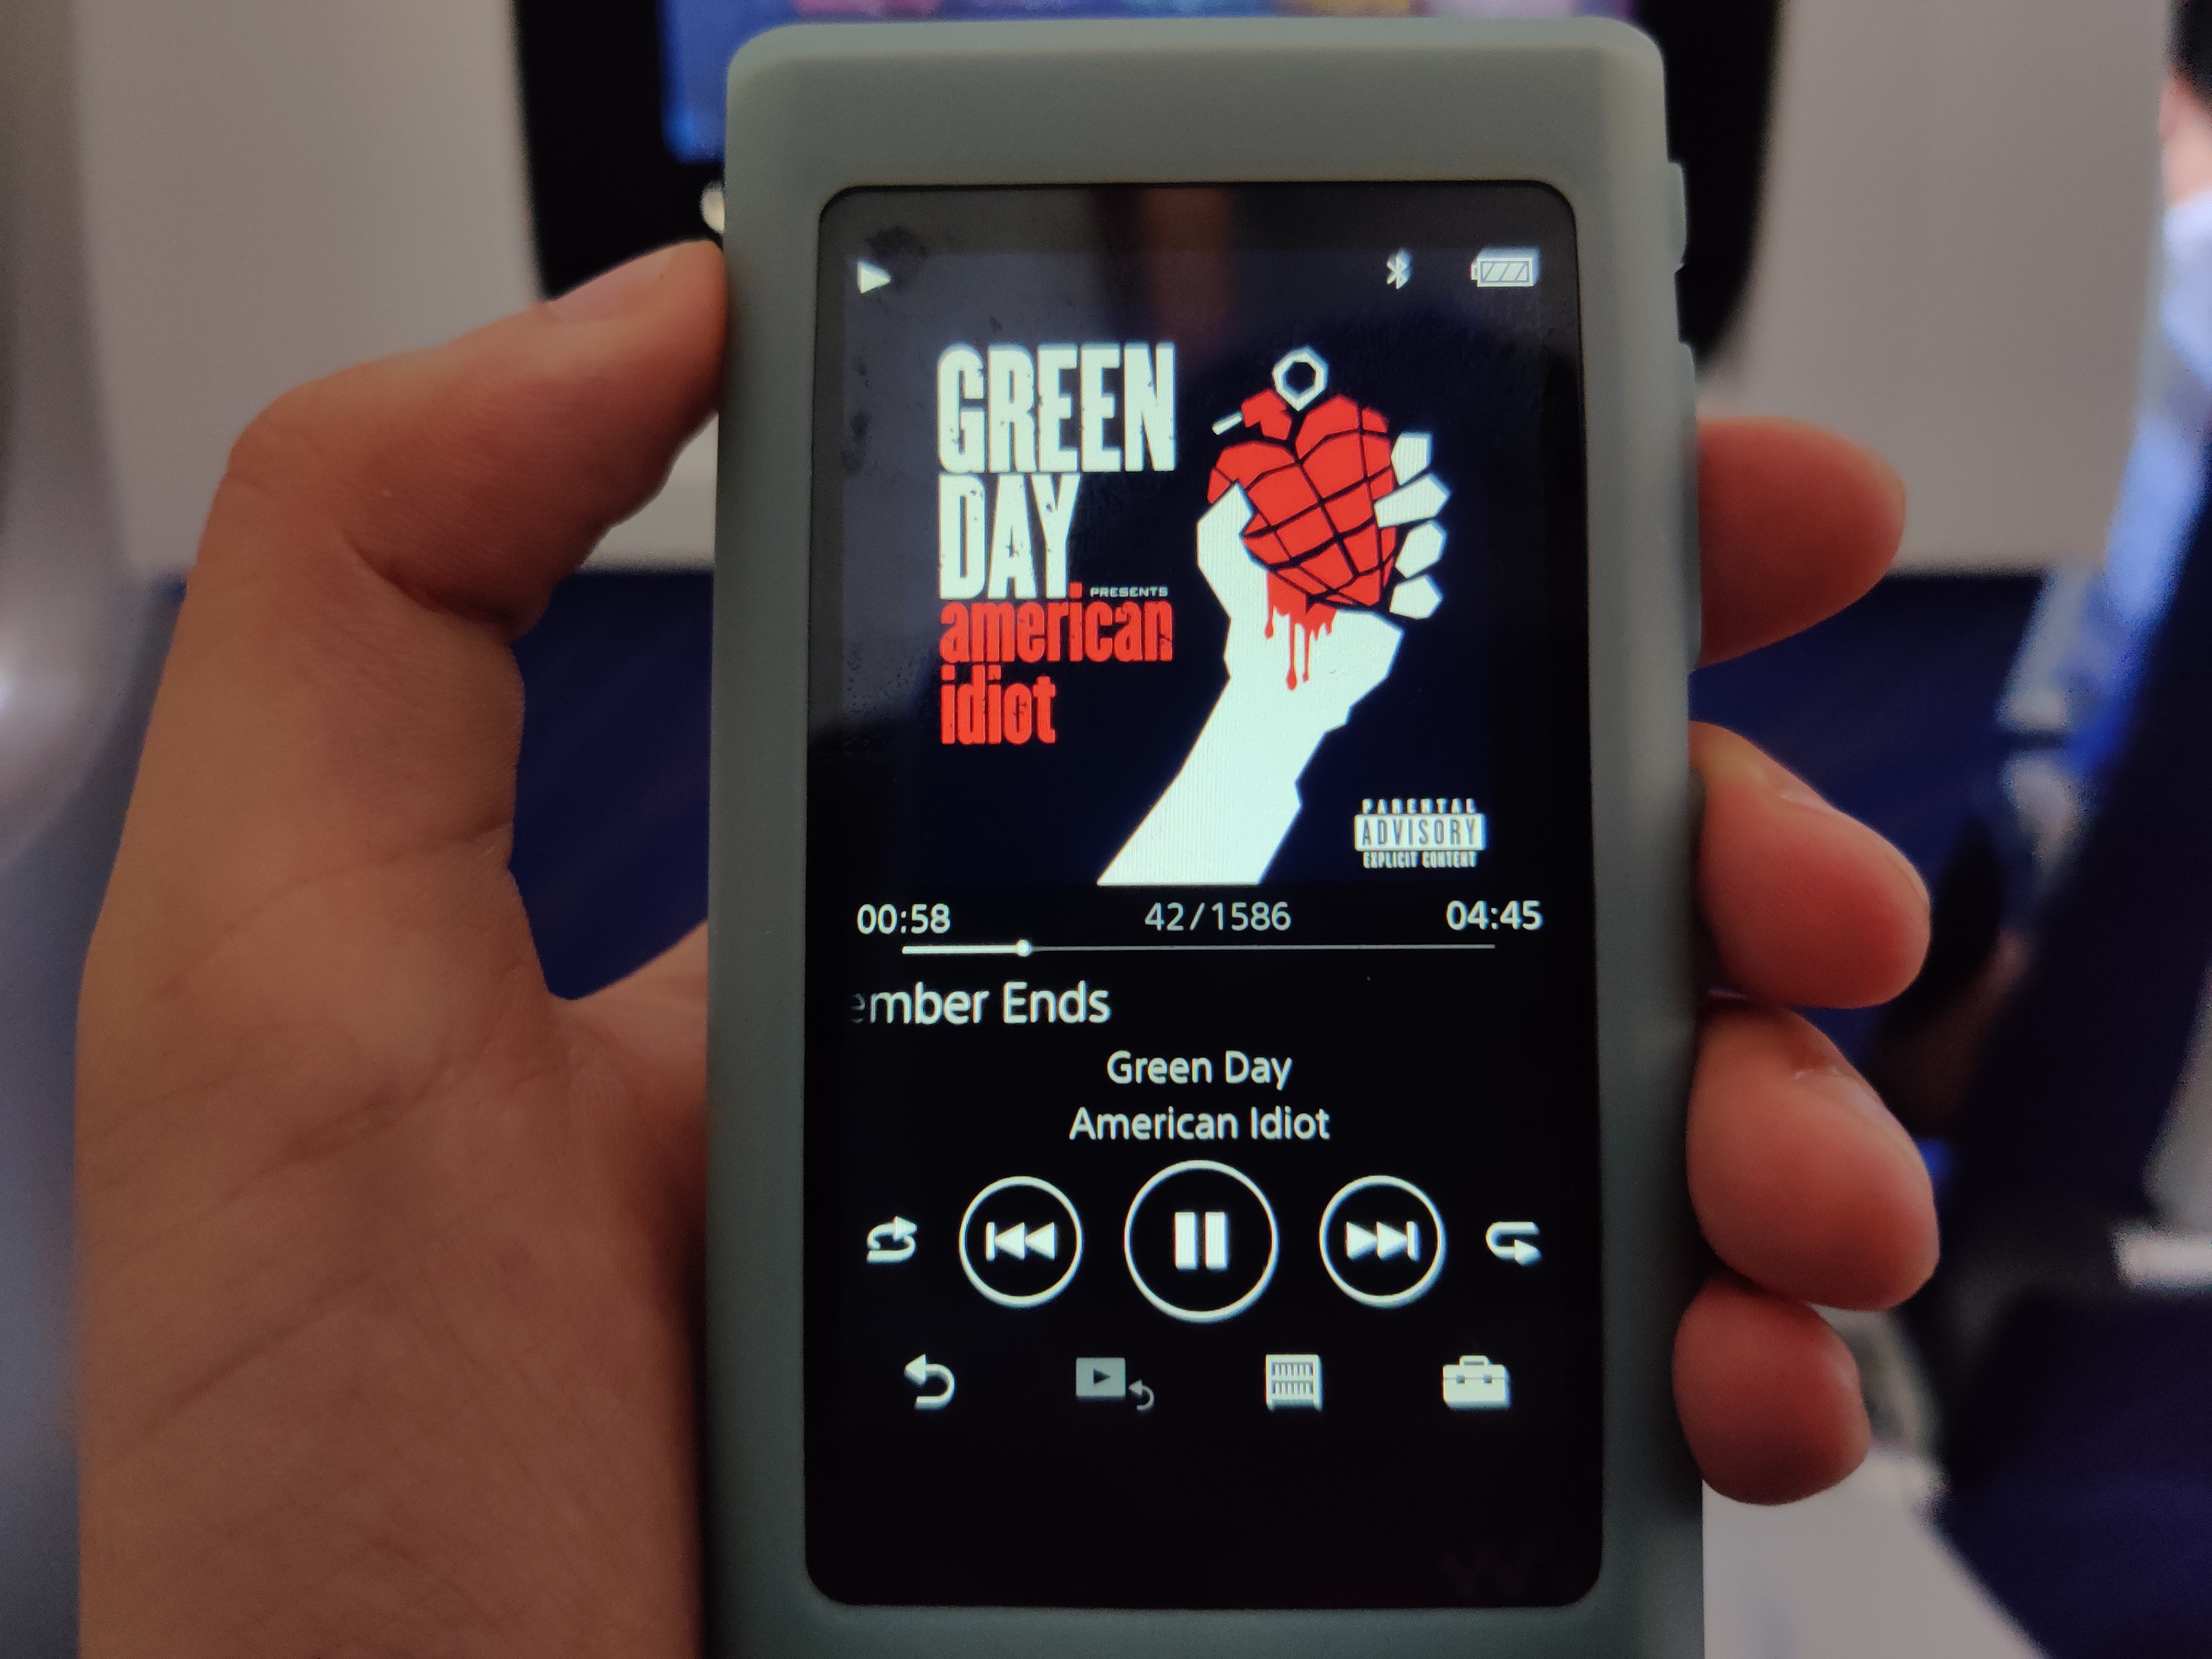 GREEN
DAY
PRESENTS
american
idiot
PARENTAL
ADVISORY
EXPLICIT CONTENT
00:58 42/1586 04:45
ember Ends
Green Day
American Idiot